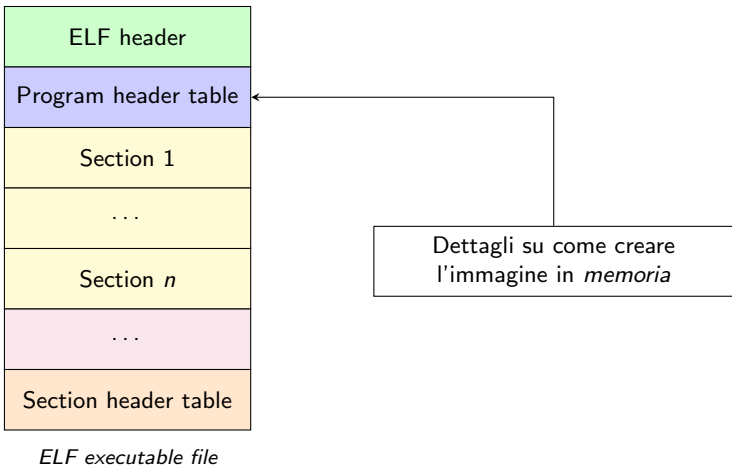 ELF header
Program header table
Section 1
...
Section n
...
Section header table
ELF executable file
Dettagli su come creare
l'immagine in memoria